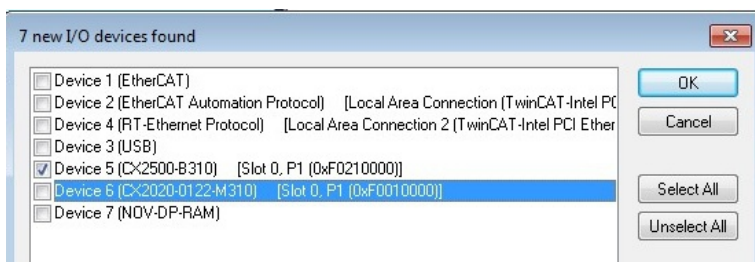 7 new I/O devices found
Device 1 (EtherCAT)
Device 2 (EtherCAT Automation Protocol) [Local Area Connection (TwinCAT-Intel PC
Device 4 (RT-Ethernet Protocol) [Local Area Connection 2 (TwinCAT-Intel PCI Ether
Device 3 (USB)
Device 5 (CX2500-B310) [Slot 0, P1 (0xF0210000)]
Device 6 (CX2020-0122-M310) [Slot 0, P1 (0xF0010000)]
Device 7 (NOV-DP-RAM)
OK
Cancel
Select All
Unselect All